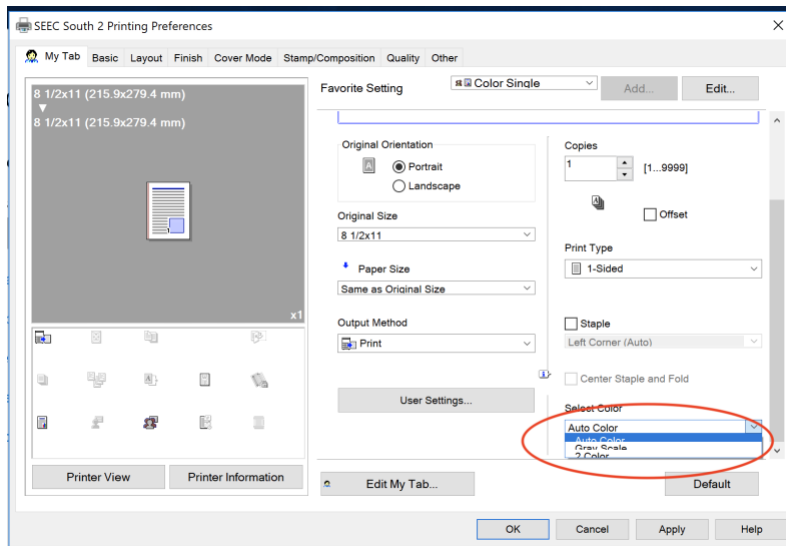 SEEC South 2 Printing Preferences
My Tab Basic Layout Finish Cover Mode Stamp/Composition Quality Other
8 1/2x11 (215.9x279.4 mm)
8 1/2x11 (215.9x279.4 mm)
x1
Printer View Printer Information
Favorite Setting Color Single Add... Edit...
Original Orientation
Portrait
Landscape
Original Size
8 1/2x11
Paper Size
Same as Original Size
Output Method
Print
User Settings...
Copies
1 [1...9999]
Offset
Print Type
1-Sided
Staple
Left Corner (Auto)
Center Staple and Fold
Select Color
Auto Color
Auto Color
Gray Scale
2 Color
Edit My Tab... Default
OK Cancel Apply Help